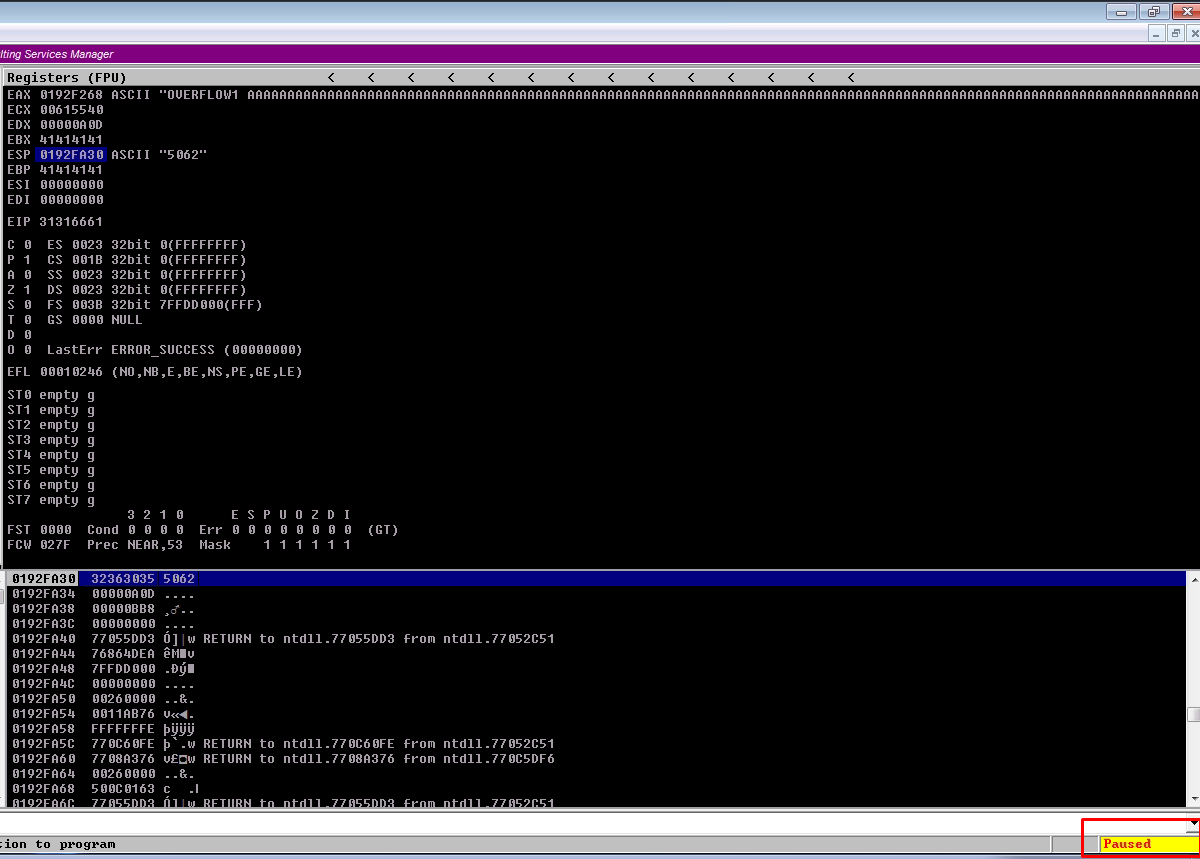 lting Services Manager
Registers (FPU) < < < < < < < < < < < < < <
EAX 0192F268 ASCII "OVERFLOW1 AAAAAAAAAAAAAAAAAAAAAAAAAAAAAAAAAAAAAAAAAAAAAAAAAAAAAAAAAAAAAAAAAAAAAAAAAAAAAAAAAAAAAAAAAAAAAAAAAAAAAAAAAAAAAAAAAAAAAAA
ECX 00615540
EDX 00000A0D
EBX 41414141
ESP 0192FA30 ASCII "5062"
EBP 41414141
ESI 00000000
EDI 00000000
EIP 31316661
C 0 ES 0023 32bit 0(FFFFFFFF)
P 1 CS 001B 32bit 0(FFFFFFFF)
A 0 SS 0023 32bit 0(FFFFFFFF)
Z 1 DS 0023 32bit 0(FFFFFFFF)
S 0 FS 003B 32bit 7FFDD000(FFF)
T 0 GS 0000 NULL
D 0
O 0 LastErr ERROR_SUCCESS (00000000)
EFL 00010246 (NO,NB,E,BE,NS,PE,GE,LE)
ST0 empty g
ST1 empty g
ST2 empty g
ST3 empty g
ST4 empty g
ST5 empty g
ST6 empty g
ST7 empty g
3 2 1 0 E S P U O Z D I
FST 0000 Cond 0 0 0 0 Err 0 0 0 0 0 0 0 0 (GT)
FCW 027F Prec NEAR,53 Mask 1 1 1 1 1 1
0192FA30 32363035 5062
0192FA34 00000A0D ....
0192FA38 00000BB8 ¸♂..
0192FA3C 00000000 ....
0192FA40 77055DD3 Ó]|w RETURN to ntdll.77055DD3 from ntdll.77052C51
0192FA44 76864DEA êM■v
0192FA48 7FFDD000 .Ðý■
0192FA4C 00000000 ....
0192FA50 00260000 ..&.
0192FA54 0011AB76 v«◄.
0192FA58 FFFFFFFE þÿÿÿ
0192FA5C 770C60FE þ`.w RETURN to ntdll.770C60FE from ntdll.77052C51
0192FA60 7708A376 v£◘w RETURN to ntdll.7708A376 from ntdll.770C5DF6
0192FA64 00260000 ..&.
0192FA68 500C0163 c
0192FA6C 77055DD3 Ó]|w RETURN to ntdll.77055DD3 from ntdll.77052C51
tion to program
Paused